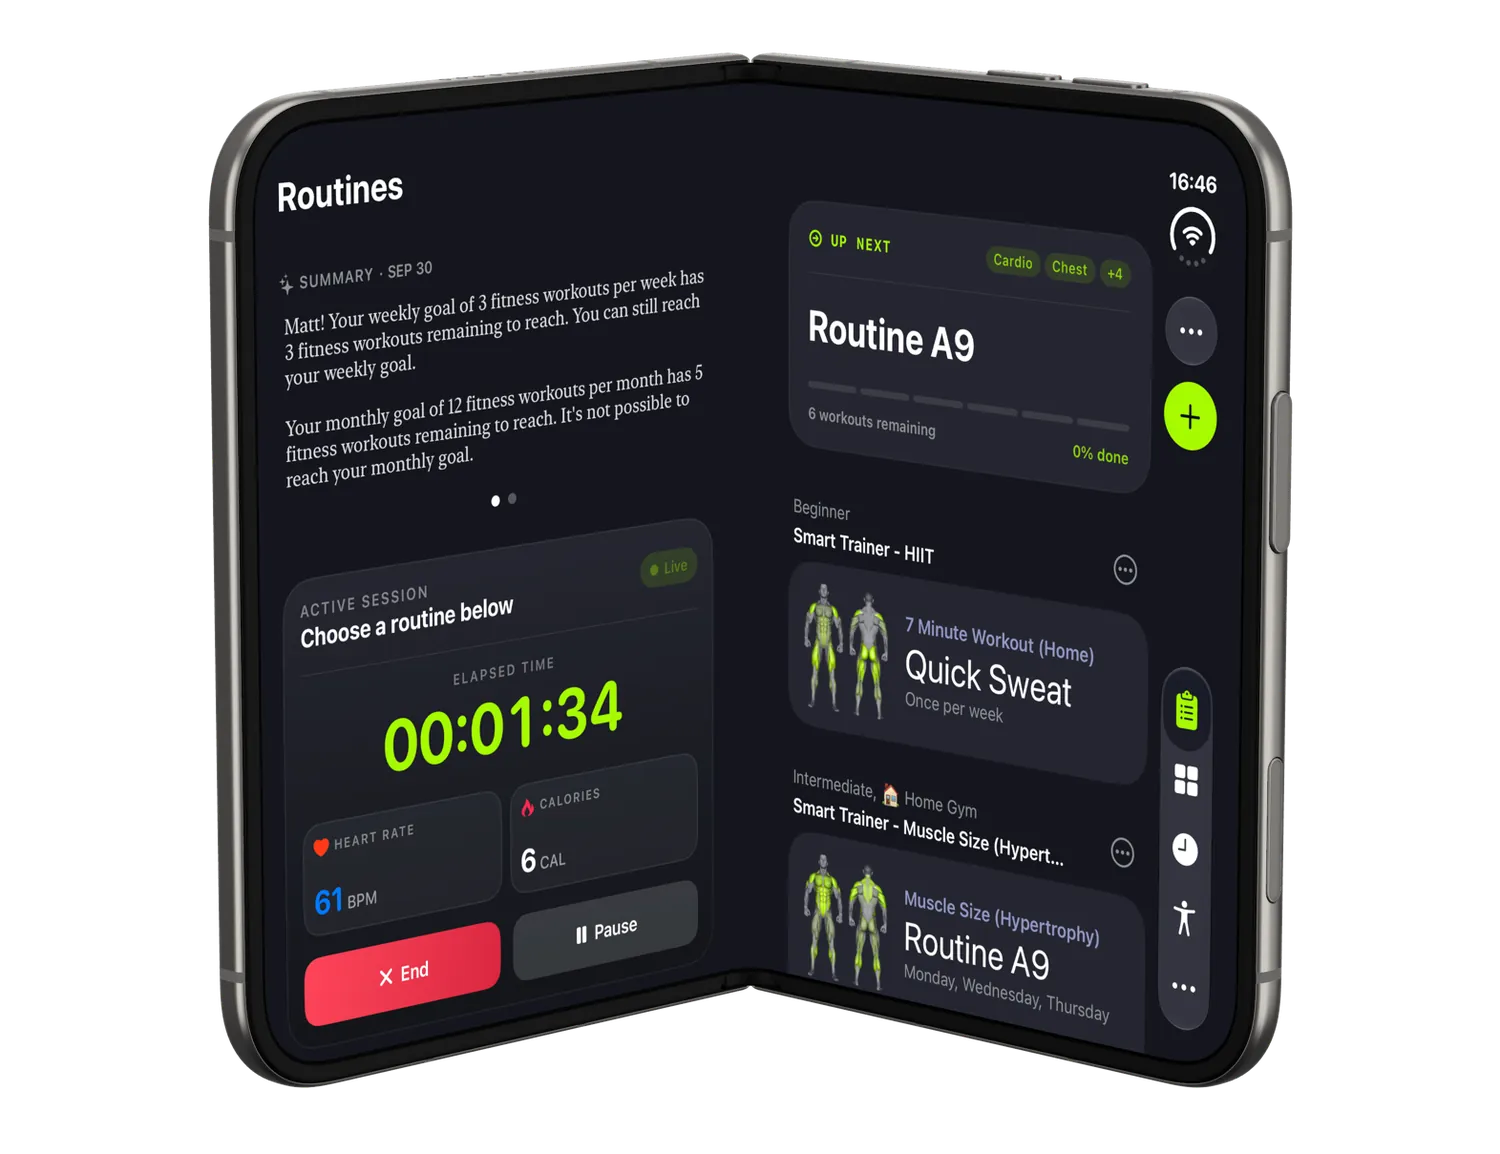 Routines
SUMMARY · SEP 30
Matt! Your weekly goal of 3 fitness workouts per week has
3 fitness workouts remaining to reach. You can still reach
your weekly goal.
Your monthly goal of 12 fitness workouts per month has 5
fitness workouts remaining to reach. It's not possible to
reach your monthly goal.
ACTIVE SESSION
Live
Choose a routine below
ELAPSED TIME
00:01:34
HEART RATE
61 BPM
CALORIES
6 CAL
End
Pause
16:46
UP NEXT
Cardio
Chest
+4
Routine A9
6 workouts remaining
0% done
Beginner
Smart Trainer - HIIT
7 Minute Workout (Home)
Quick Sweat
Once per week
Intermediate, 🏠 Home Gym
Smart Trainer - Muscle Size (Hypert...
Muscle Size (Hypertrophy)
Routine A9
Monday, Wednesday, Thursday